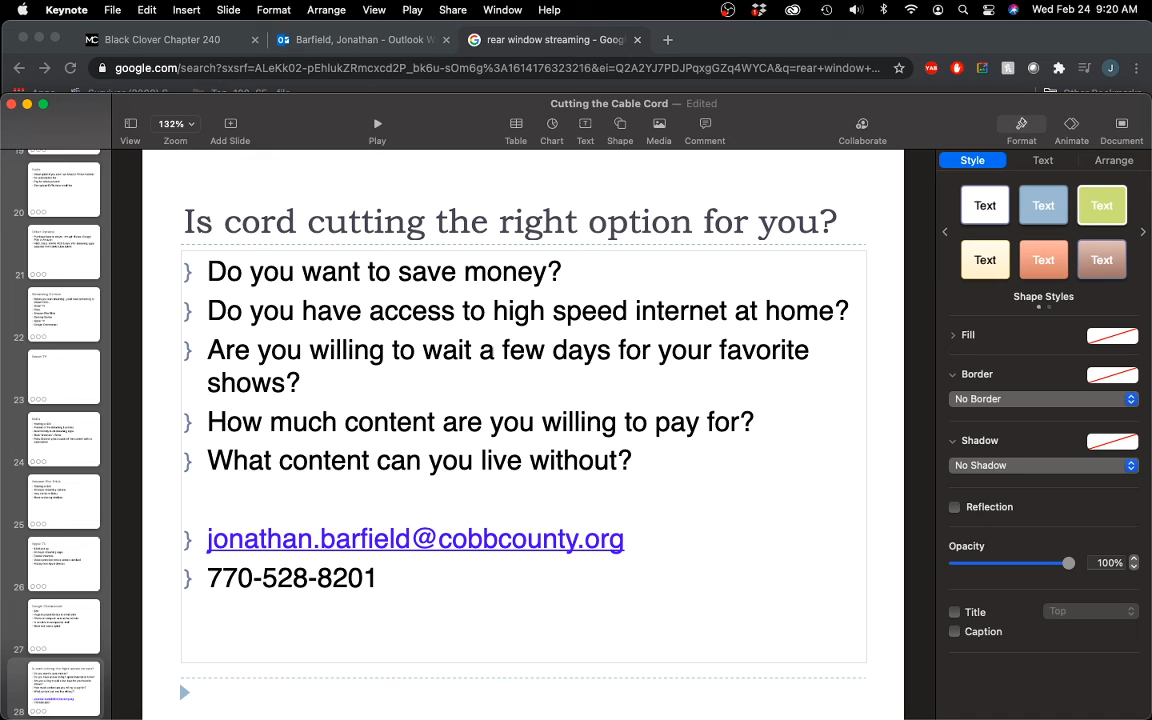 Keynote File Edit Insert Slide Format Arrange View Play Share Window Help Wed Feb 24 9:20 AM
Black Clover Chapter 240
Barfield, Jonathan - Outlook W
rear window streaming - Goog
google.com/search?sxsrf=ALeKk02-pEhlukZRmcxcd2P_bk6u-sOm6g%3A1614176323216&ei=Q2A2YJ7PDJPqxgGZq4WYCA&q=rear+window+...
Cutting the Cable Cord — Edited
132%
View Zoom Add Slide Play Table Chart Text Shape Media Comment Collaborate Format Animate Document
Style Text Arrange
Is cord cutting the right option for you?
Do you want to save money?
Do you have access to high speed internet at home?
Are you willing to wait a few days for your favorite
shows?
How much content are you willing to pay for?
What content can you live without?
jonathan.barfield@cobbcounty.org
770-528-8201
Text Text Text
Text Text Text
Shape Styles
Fill
Border
No Border
Shadow
No Shadow
Reflection
Opacity
100%
Title Top
Caption
20
21
22
23
24
25
26
27
28